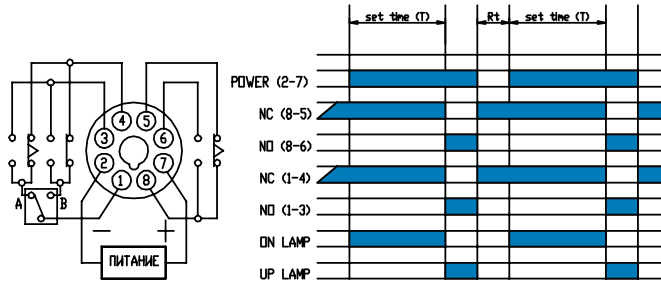 set time (T) Rt set time (T)
POWER (2-7)
NC (8-5)
NO (8-6)
NC (1-4)
NO (1-3)
ON LAMP
UP LAMP
4 5
3 6
2 7
1 8
A B
– +
ПИТАНИЕ